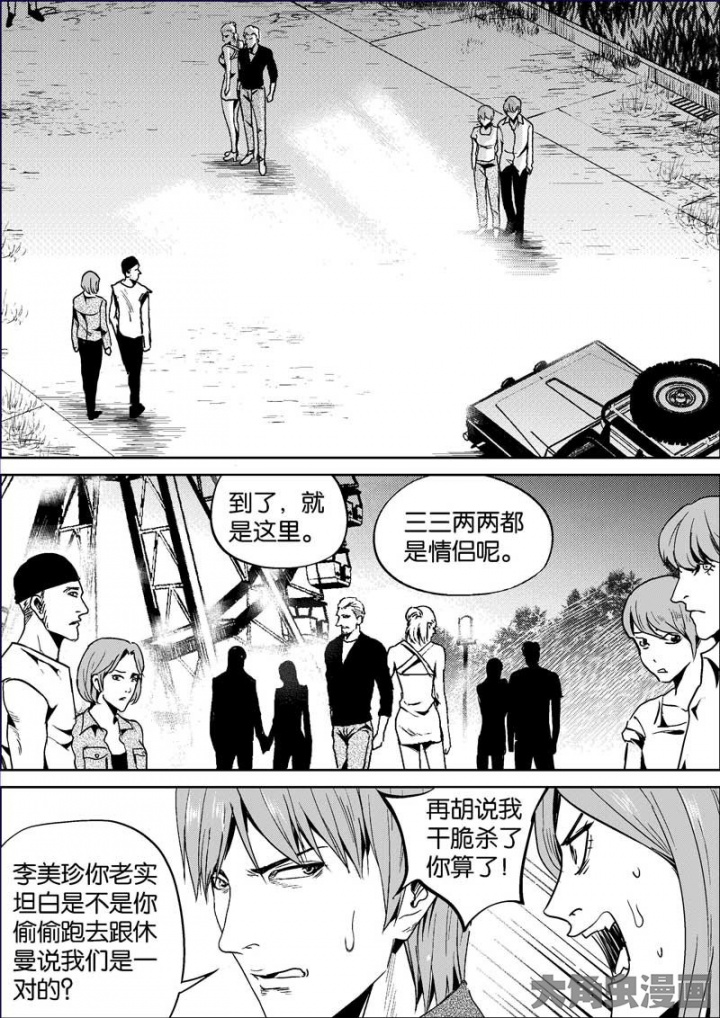 到了，就
是这里。
三三两两都
是情侣呢。
李美珍你老实
坦白是不是你
偷偷跑去跟休
曼说我们是一
对的？
再胡说我
干脆杀了
你算了！
大角虫漫画